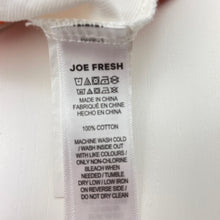 JOE FRESH
MADE IN CHINA
FABRIQUÉ EN CHINE
HECHO EN CHINA
100% COTTON
MACHINE WASH COLD
/ WASH INSIDE OUT
WITH LIKE COLOURS /
ONLY NON-CHLORINE
BLEACH WHEN
NEEDED / TUMBLE
DRY LOW / LOW IRON
ON REVERSE SIDE /
DO NOT DRY CLEAN